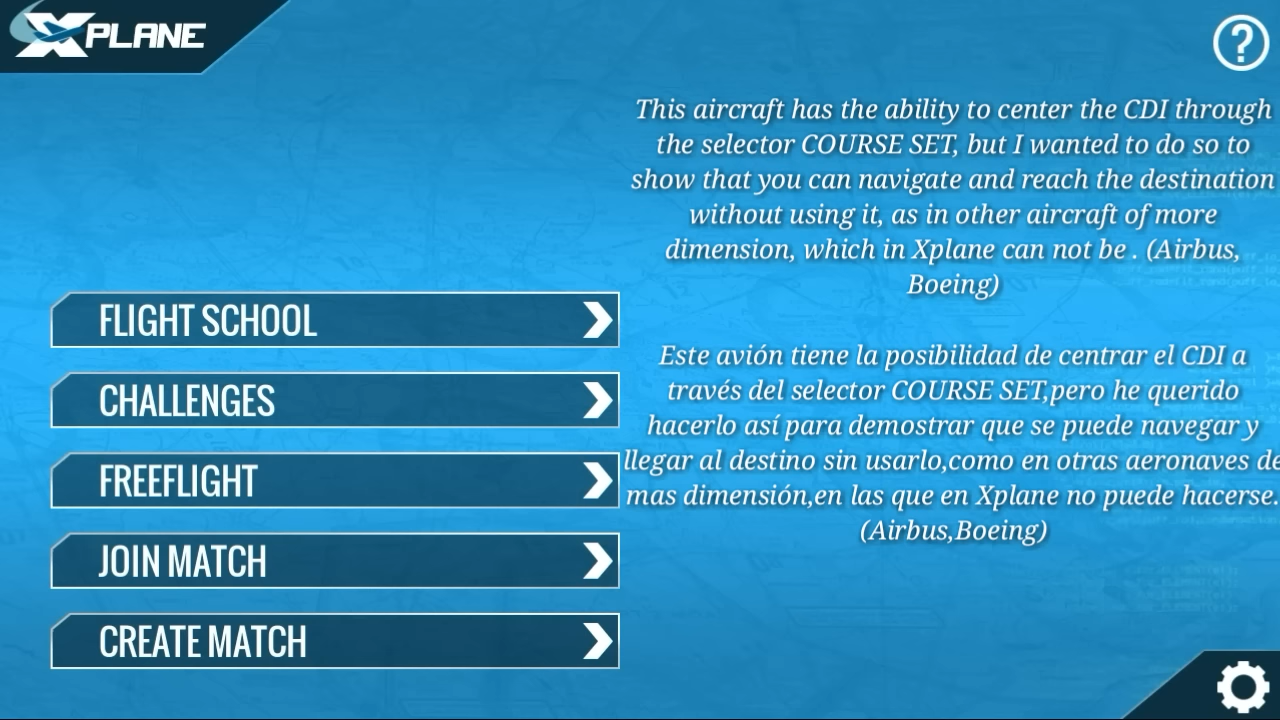 X PLANE
?
FLIGHT SCHOOL
CHALLENGES
FREEFLIGHT
JOIN MATCH
CREATE MATCH
This aircraft has the ability to center the CDI through
the selector COURSE SET, but I wanted to do so to
show that you can navigate and reach the destination
without using it, as in other aircraft of more
dimension, which in Xplane can not be . (Airbus,
Boeing)
Este avión tiene la posibilidad de centrar el CDI a
través del selector COURSE SET,pero he querido
hacerlo así para demostrar que se puede navegar y
llegar al destino sin usarlo,como en otras aeronaves de
mas dimensión,en las que en Xplane no puede hacerse.
(Airbus,Boeing)